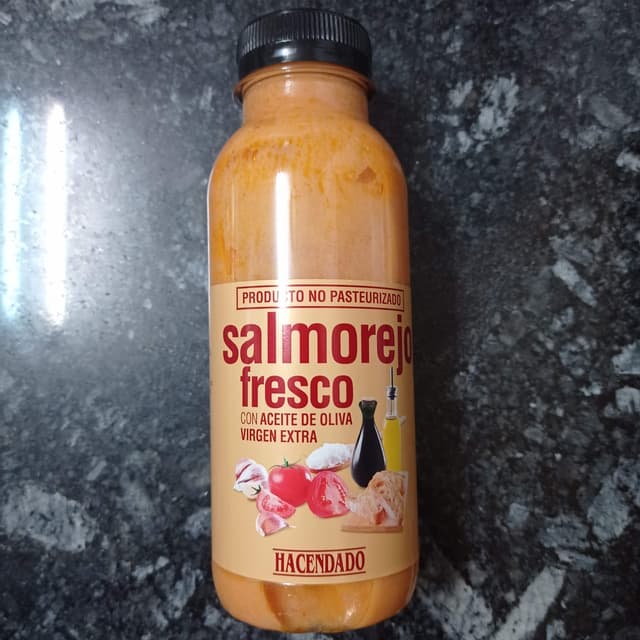 PRODUCTO NO PASTEURIZADO
salmorejo
fresco
CON ACEITE DE OLIVA
VIRGEN EXTRA
HACENDADO